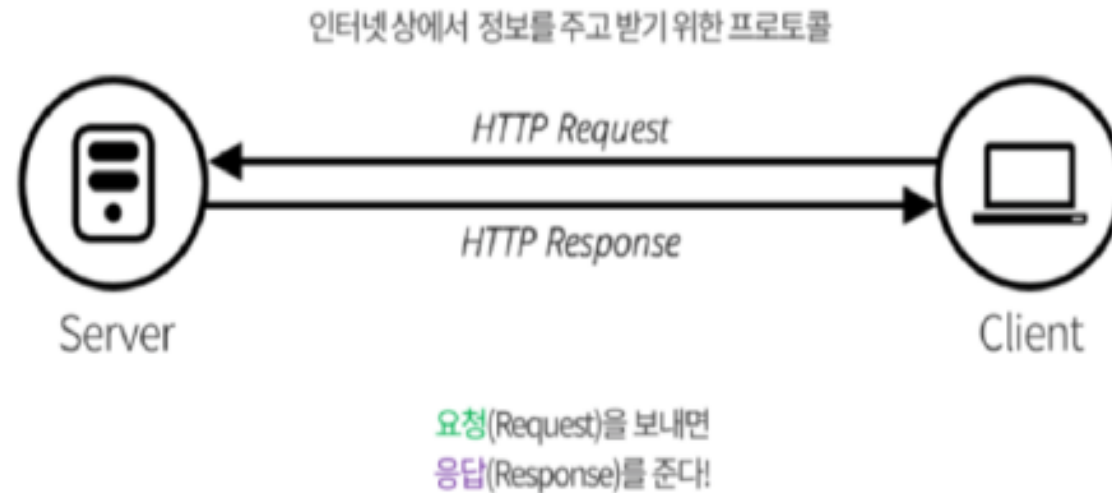 인터넷 상에서 정보를 주고 받기 위한 프로토콜
HTTP Request
HTTP Response
Server
Client
요청(Request)을 보내면
응답(Response)를 준다!